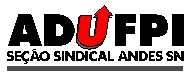 ADUFPI
SEÇÃO SINDICAL ANDES SN